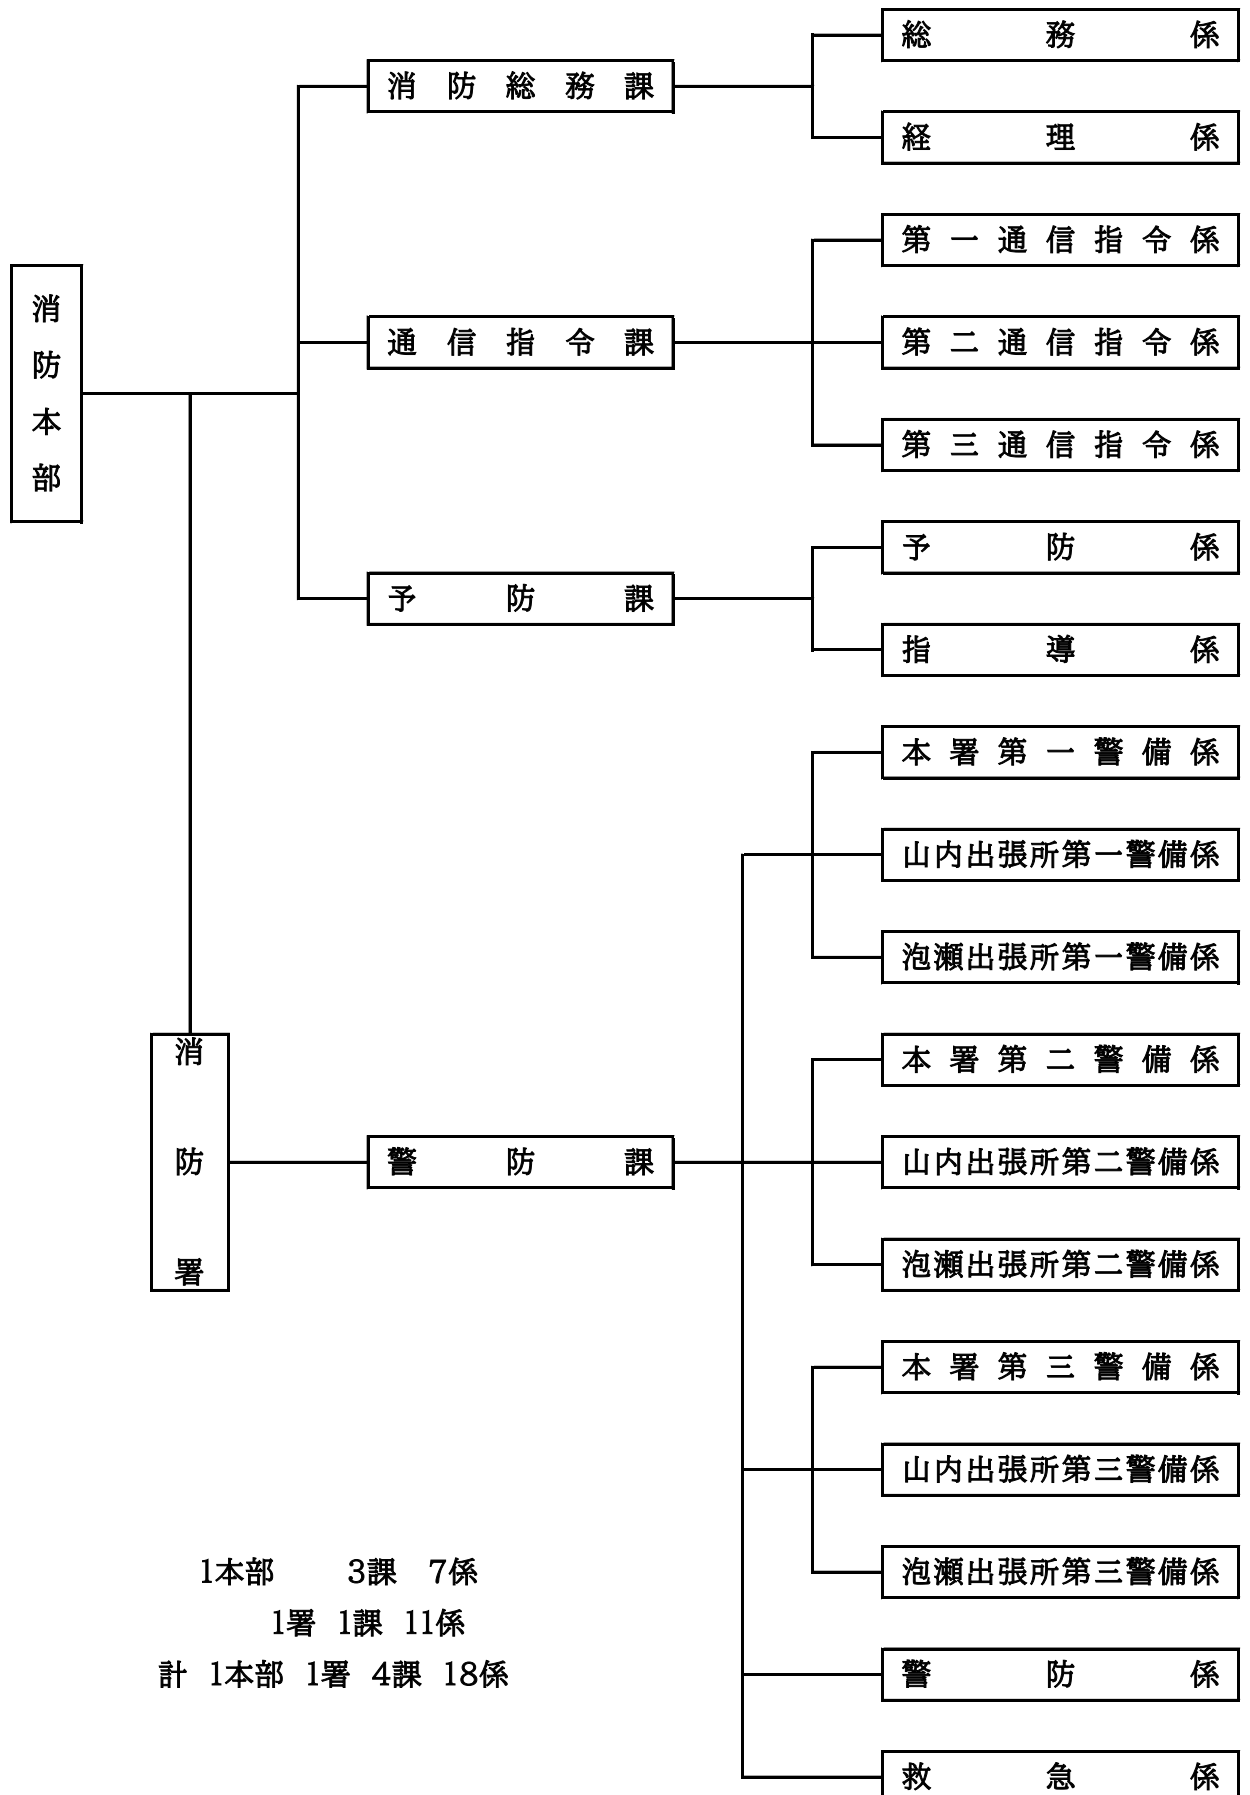 消防本部
消防総務課
総務係
経理係
通信指令課
第一通信指令係
第二通信指令係
第三通信指令係
予防課
予防係
指導係
消防署
警防課
本署第一警備係
山内出張所第一警備係
泡瀬出張所第一警備係
本署第二警備係
山内出張所第二警備係
泡瀬出張所第二警備係
本署第三警備係
山内出張所第三警備係
泡瀬出張所第三警備係
警防係
救急係
1本部 3課 7係
1署 1課 11係
計 1本部 1署 4課 18係